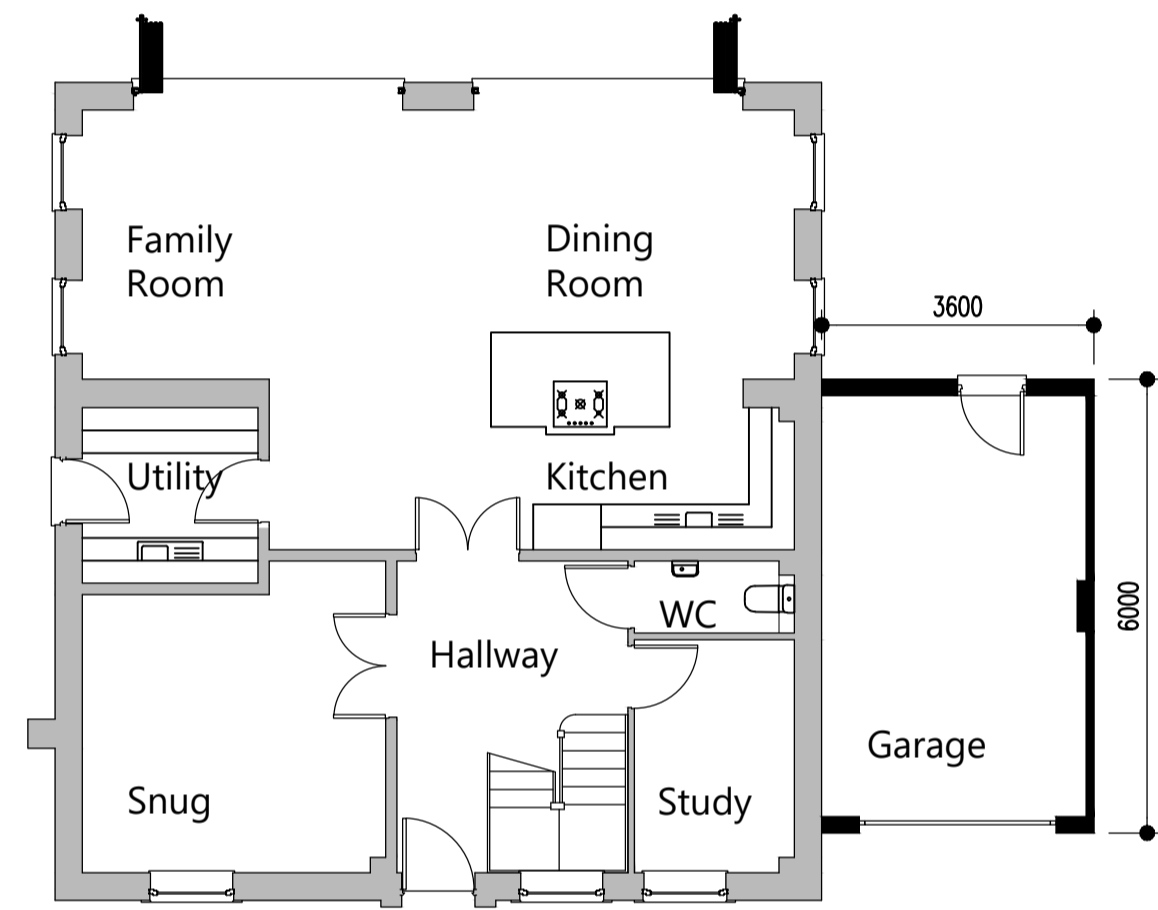 Family
Room
Dining
Room
3600
Utility
Kitchen
WC
6000
Hallway
Garage
Snug
Study